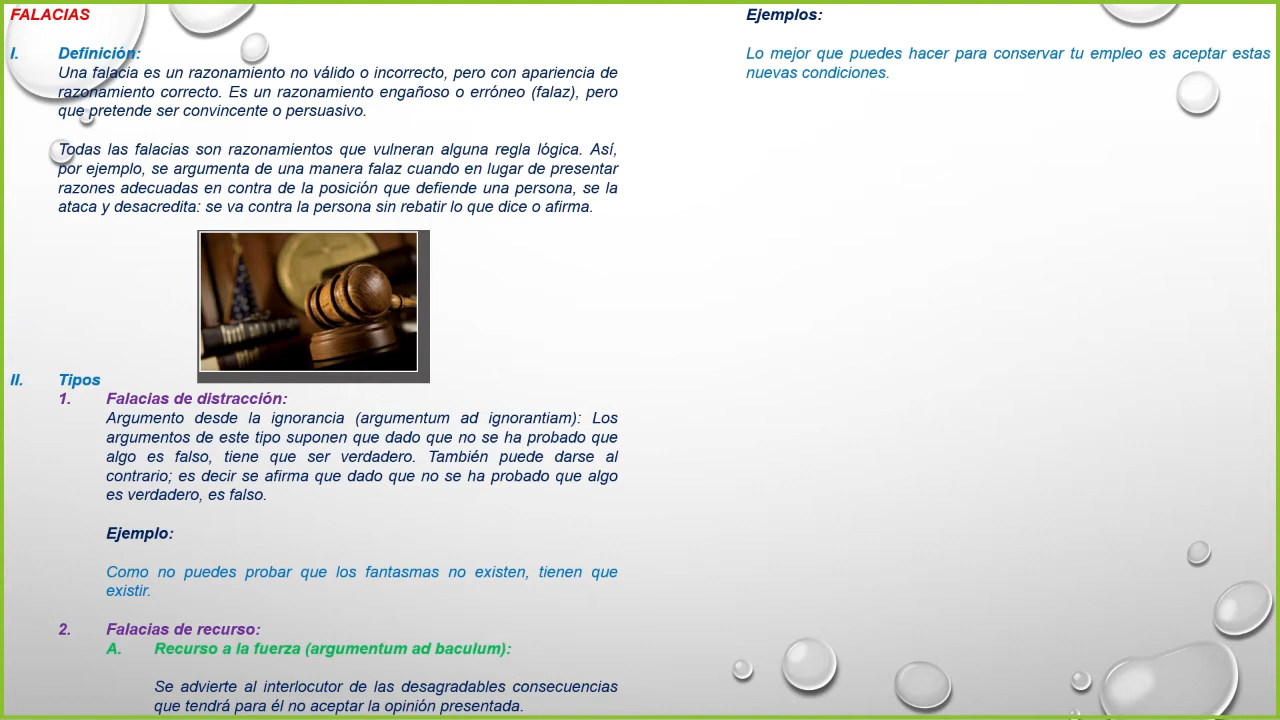 FALACIAS
I. Definición:
Una falacia es un razonamiento no válido o incorrecto, pero con apariencia de
razonamiento correcto. Es un razonamiento engañoso o erróneo (falaz), pero
que pretende ser convincente o persuasivo.
Todas las falacias son razonamientos que vulneran alguna regla lógica. Así,
por ejemplo, se argumenta de una manera falaz cuando en lugar de presentar
razones adecuadas en contra de la posición que defiende una persona, se la
ataca y desacredita: se va contra la persona sin rebatir lo que dice o afirma.
II. Tipos
1. Falacias de distracción:
Argumento desde la ignorancia (argumentum ad ignorantiam): Los
argumentos de este tipo suponen que dado que no se ha probado que
algo es falso, tiene que ser verdadero. También puede darse al
contrario; es decir se afirma que dado que no se ha probado que algo
es verdadero, es falso.
Ejemplo:
Como no puedes probar que los fantasmas no existen, tienen que
existir.
2. Falacias de recurso:
A. Recurso a la fuerza (argumentum ad baculum):
Se advierte al interlocutor de las desagradables consecuencias
que tendrá para él no aceptar la opinión presentada.
Ejemplos:
Lo mejor que puedes hacer para conservar tu empleo es aceptar estas
nuevas condiciones.